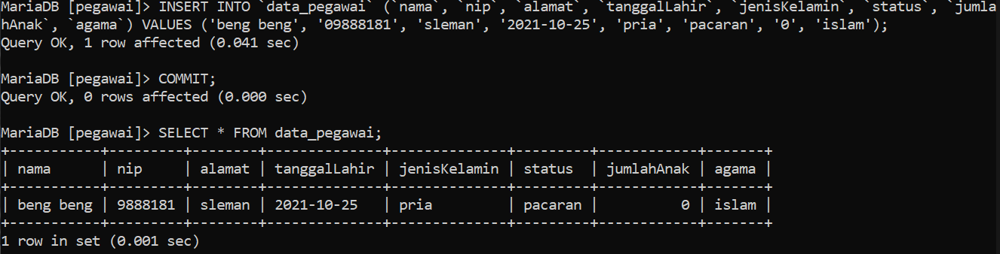 MariaDB [pegawai]> INSERT INTO `data_pegawai` (`nama`, `nip`, `alamat`, `tanggalLahir`, `jenisKelamin`, `status`, `jumla
hAnak`, `agama`) VALUES ('beng beng', '09888181', 'sleman', '2021-10-25', 'pria', 'pacaran', '0', 'islam');
Query OK, 1 row affected (0.041 sec)

MariaDB [pegawai]> COMMIT;
Query OK, 0 rows affected (0.000 sec)

MariaDB [pegawai]> SELECT * FROM data_pegawai;
+-----------+---------+--------+--------------+--------------+---------+------------+-------+
| nama      | nip     | alamat | tanggalLahir | jenisKelamin | status  | jumlahAnak | agama |
+-----------+---------+--------+--------------+--------------+---------+------------+-------+
| beng beng | 9888181 | sleman | 2021-10-25   | pria         | pacaran |          0 | islam |
+-----------+---------+--------+--------------+--------------+---------+------------+-------+
1 row in set (0.001 sec)